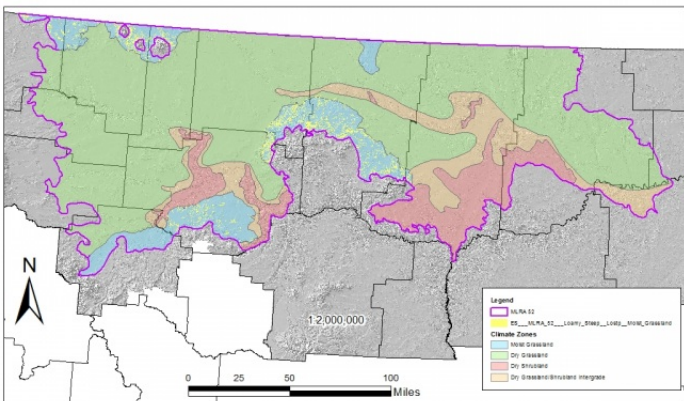 N
1:2,000,000
0 25 50 100
Miles
Legend
MLRA 52
Climate Zones
Moist Grassland
Dry Grassland
Dry Shrubland
Dry Grassland/Shrubland Intergrade